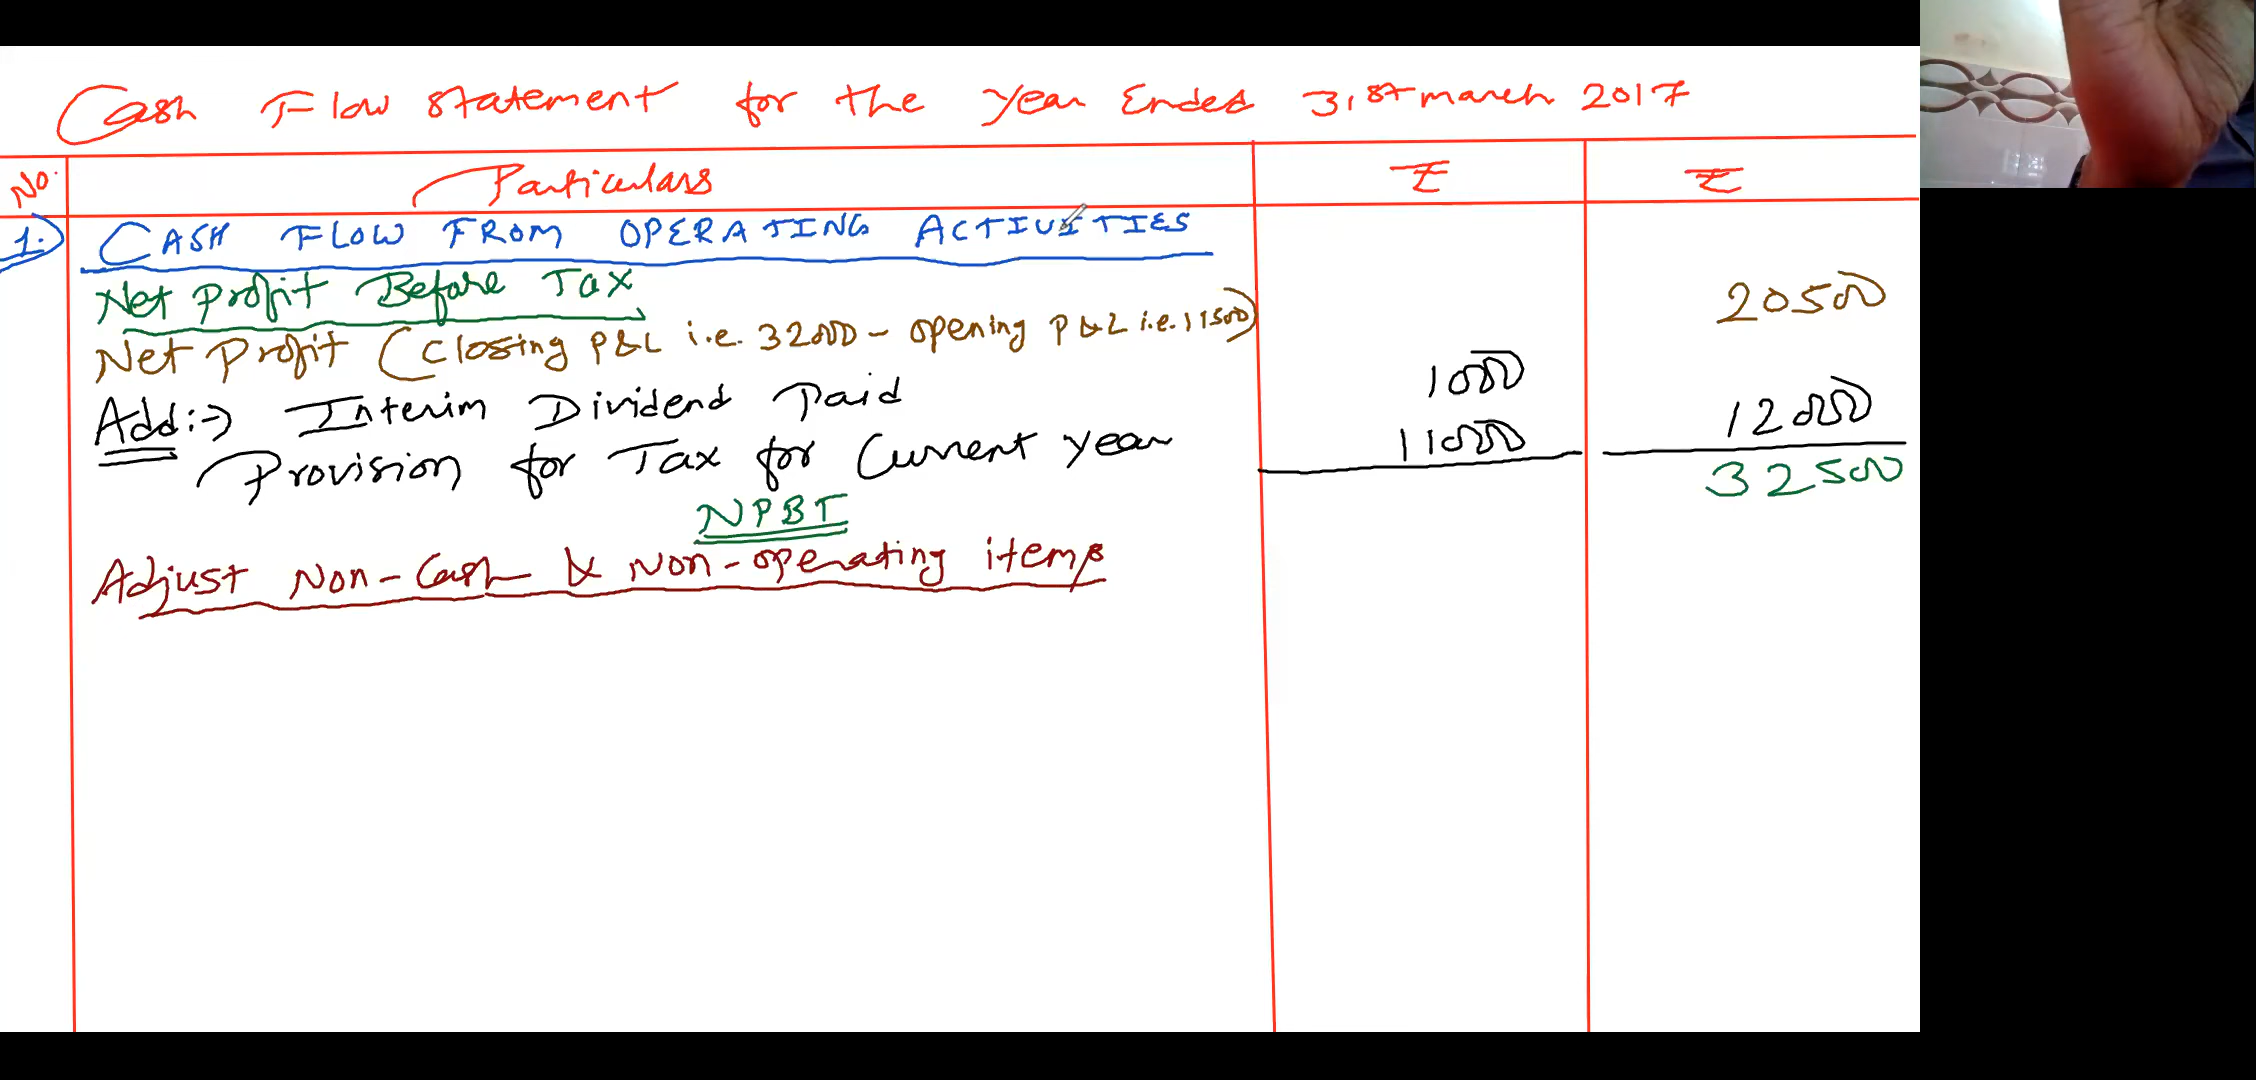 Cash Flow statement for the year Ended 31st march 2017
No. Particulars ₹ ₹
1. CASH FLOW FROM OPERATING ACTIVITIES
Net Profit Before Tax
20500
Net Profit (Closing P&L i.e. 32000 - opening P&L i.e. 11500)
Add:→ Interim Dividend Paid 1000 12000
Provision for Tax for Current year 11000
NPBT 32500
Adjust Non-Cash & Non-operating items